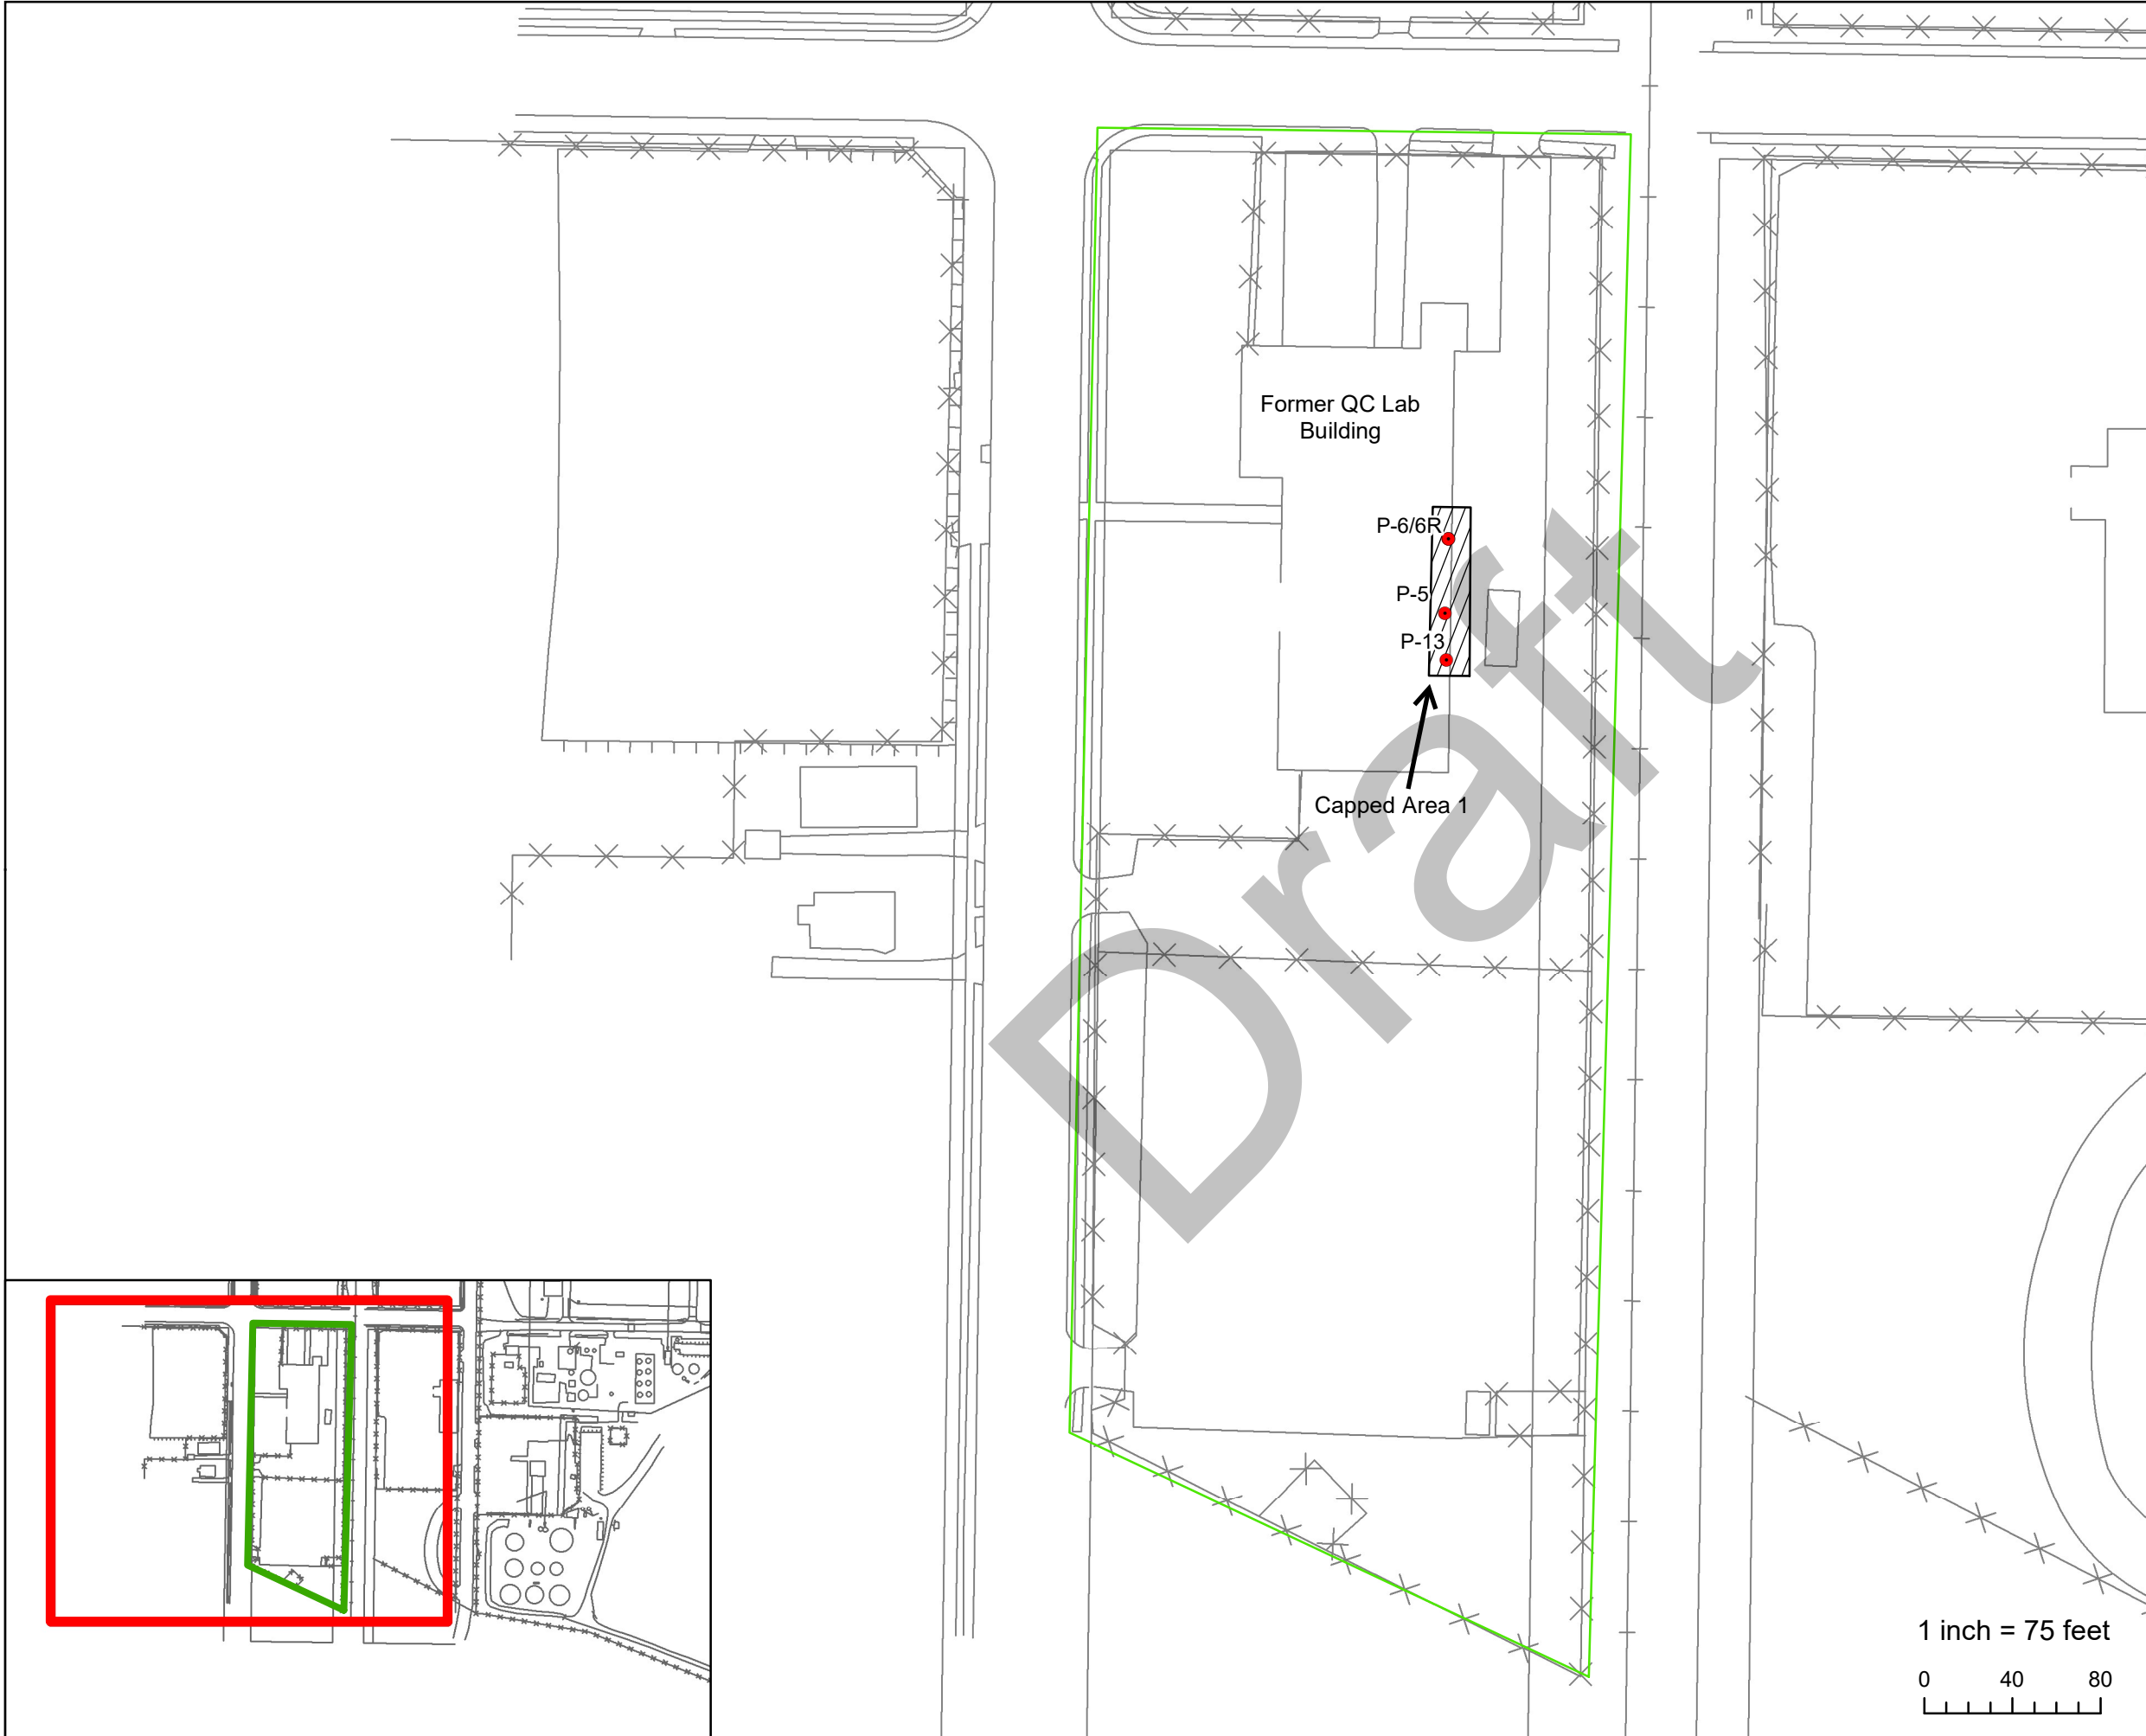 Former QC Lab
Building
P-6/6R
P-5
P-13
Capped Area 1
Draft
1 inch = 75 feet
0 40 80